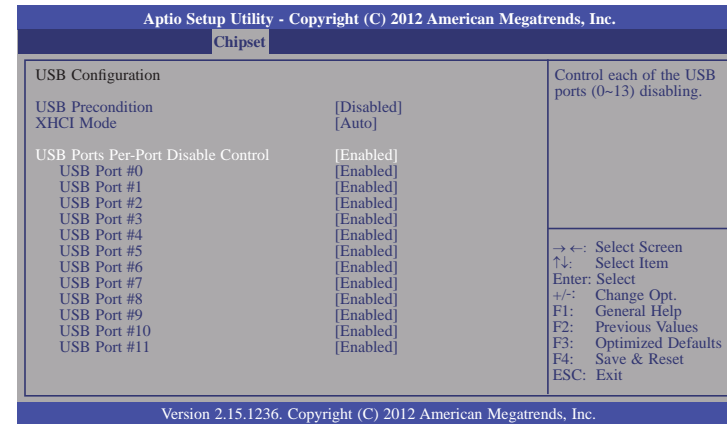 Aptio Setup Utility - Copyright (C) 2012 American Megatrends, Inc.
Chipset
USB Configuration
USB Precondition [Disabled]
XHCI Mode [Auto]
USB Ports Per-Port Disable Control [Enabled]
USB Port #0 [Enabled]
USB Port #1 [Enabled]
USB Port #2 [Enabled]
USB Port #3 [Enabled]
USB Port #4 [Enabled]
USB Port #5 [Enabled]
USB Port #6 [Enabled]
USB Port #7 [Enabled]
USB Port #8 [Enabled]
USB Port #9 [Enabled]
USB Port #10 [Enabled]
USB Port #11 [Enabled]
Control each of the USB
ports (0~13) disabling.
→←: Select Screen
↑↓: Select Item
Enter: Select
+/-: Change Opt.
F1: General Help
F2: Previous Values
F3: Optimized Defaults
F4: Save & Reset
ESC: Exit
Version 2.15.1236. Copyright (C) 2012 American Megatrends, Inc.